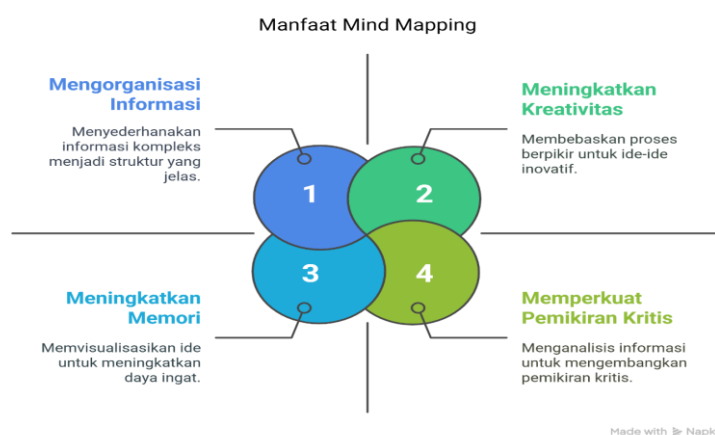 Manfaat Mind Mapping
Mengorganisasi
Informasi
Menyederhanakan
informasi kompleks
menjadi struktur yang
jelas.
Meningkatkan
Kreativitas
Membebaskan proses
berpikir untuk ide-ide
inovatif.
1
2
3
4
Meningkatkan
Memori
Memvisualisasikan ide
untuk meningkatkan
daya ingat.
Memperkuat
Pemikiran Kritis
Menganalisis informasi
untuk mengembangkan
pemikiran kritis.
Made with Napk